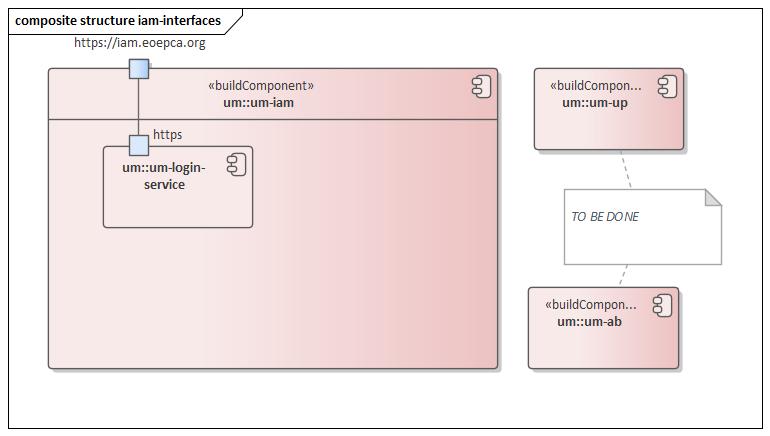 composite structure iam-interfaces
https://iam.eoepca.org
«buildComponent»
um::um-iam
https
um::um-login-
service
«buildCompon...
um::um-up
TO BE DONE
«buildCompon...
um::um-ab